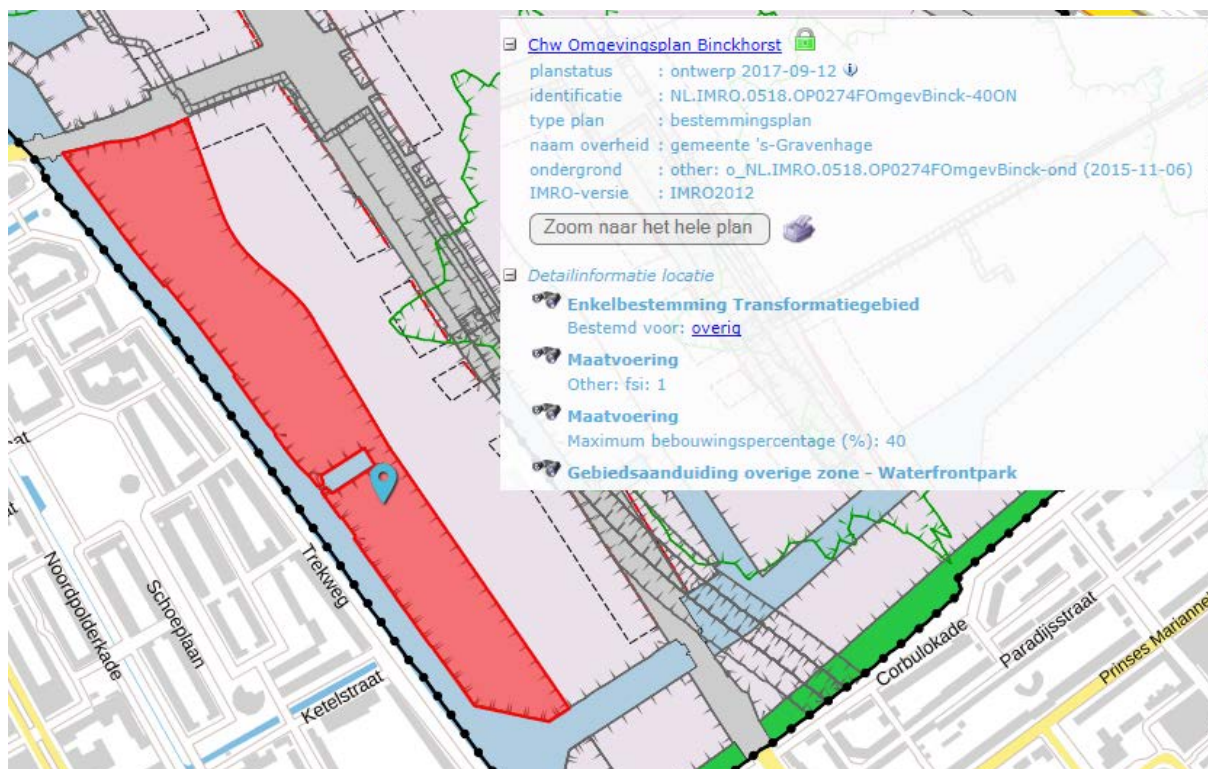 Chw Omgevingsplan Binckhorst
planstatus : ontwerp 2017-09-12
identificatie : NL.IMRO.0518.OP0274FOmgevBinck-40ON
type plan : bestemmingsplan
naam overheid : gemeente 's-Gravenhage
ondergrond : other: o_NL.IMRO.0518.OP0274FOmgevBinck-ond (2015-11-06)
IMRO-versie : IMRO2012
Zoom naar het hele plan
Detailinformatie locatie
Enkelbestemming Transformatiegebied
Bestemd voor: overig
Maatvoering
Other: fsi: 1
Maatvoering
Maximum bebouwingspercentage (%): 40
Gebiedsaanduiding overige zone - Waterfrontpark
Noordpolderkade
Schoeplaan
Trekweg
Ketelstraat
Corbulokade
Paradijsstraat
Prinses Marianne